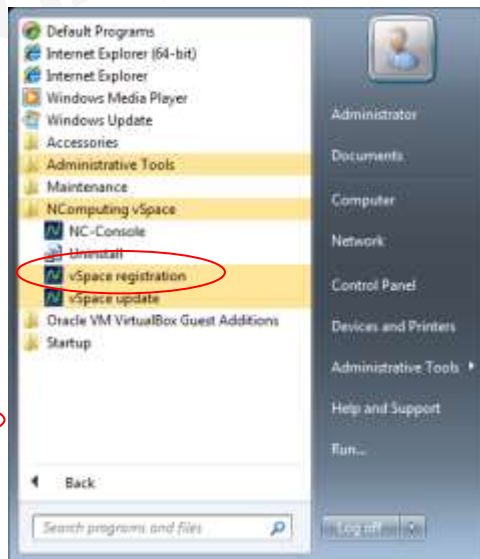 Default Programs
Internet Explorer (64-bit)
Internet Explorer
Windows Media Player
Windows Update
Accessories
Administrative Tools
Maintenance
NComputing vSpace
NC-Console
Uninstall
vSpace registration
vSpace update
Oracle VM VirtualBox Guest Additions
Startup
Back
Search programs and files
Administrator
Documents
Computer
Network
Control Panel
Devices and Printers
Administrative Tools
Help and Support
Run...
Log off